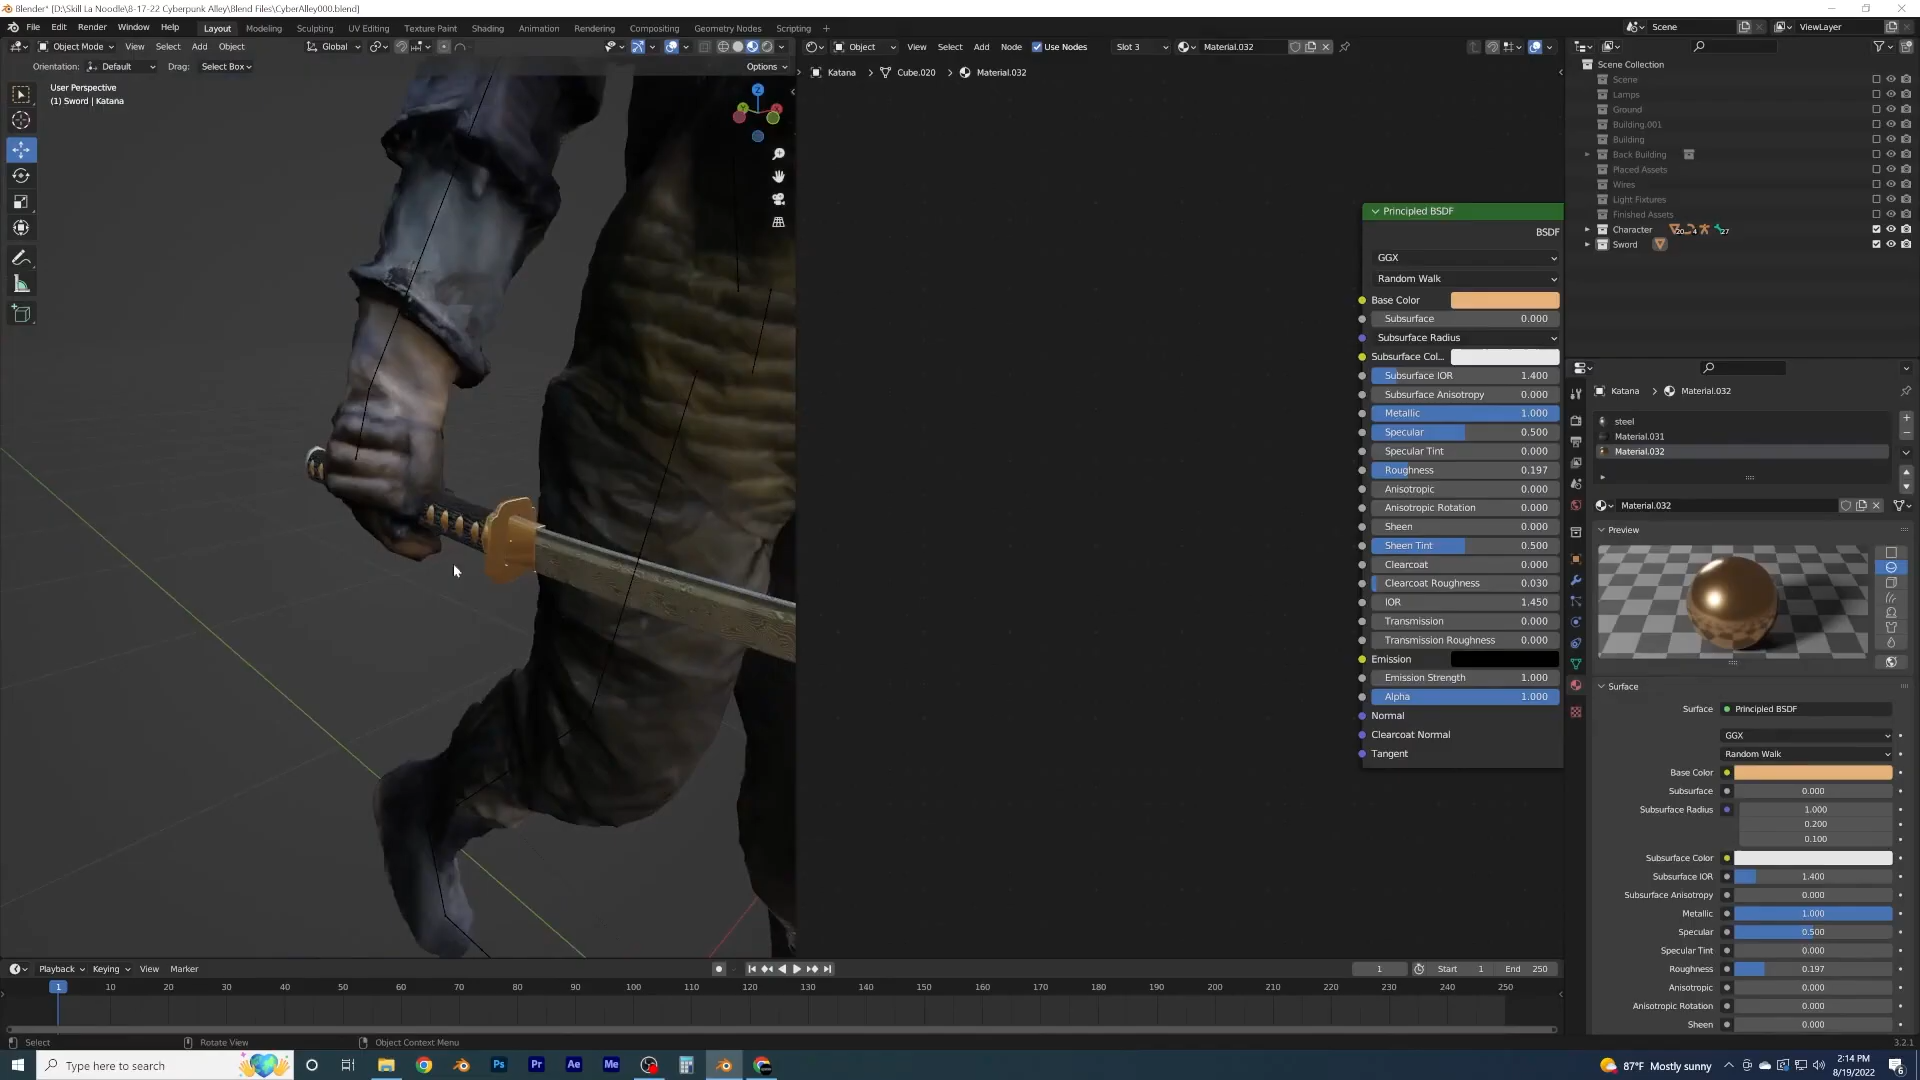 Blender* [D:\Skill La Noodle\8-17-22 Cyberpunk Alley\Blend Files\CyberAlley000.blend]
File Edit Render Window Help Layout Modeling Sculpting UV Editing Texture Paint Shading Animation Rendering Compositing Geometry Nodes Scripting + Scene ViewLayer
Object Mode View Select Add Object Global Object View Select Add Node Use Nodes Slot 3 Material.032
Orientation: Default Drag: Select Box Options
Katana > Cube.020 > Material.032
User Perspective
(1) Sword | Katana
Z
Scene Collection
Scene
Lamps
Ground
Building.001
Building
Back Building
Placed Assets
Wires
Light Fixtures
Finished Assets
Character 20 4 27
Sword
Principled BSDF
BSDF
GGX
Random Walk
Base Color
Subsurface 0.000
Subsurface Radius
Subsurface Col...
Subsurface IOR 1.400
Subsurface Anisotropy 0.000
Metallic 1.000
Specular 0.500
Specular Tint 0.000
Roughness 0.197
Anisotropic 0.000
Anisotropic Rotation 0.000
Sheen 0.000
Sheen Tint 0.500
Clearcoat 0.000
Clearcoat Roughness 0.030
IOR 1.450
Transmission 0.000
Transmission Roughness 0.000
Emission
Emission Strength 1.000
Alpha 1.000
Normal
Clearcoat Normal
Tangent
Katana > Material.032
steel
Material.031
Material.032
Material.032
Preview
Surface
Surface Principled BSDF
GGX
Random Walk
Base Color
Subsurface 0.000
Subsurface Radius 1.000
0.200
0.100
Subsurface Color
Subsurface IOR 1.400
Subsurface Anisotropy 0.000
Metallic 1.000
Specular 0.500
Specular Tint 0.000
Roughness 0.197
Anisotropic 0.000
Anisotropic Rotation 0.000
Sheen 0.000
Playback Keying View Marker 1 Start 1 End 250
1 10 20 30 40 50 60 70 80 90 100 110 120 130 140 150 160 170 180 190 200 210 220 230 240 250
Select Rotate View Object Context Menu 3.2.1
Type here to search Ps Pr Ae Me 87°F Mostly sunny 2:14 PM
8/19/2022
6